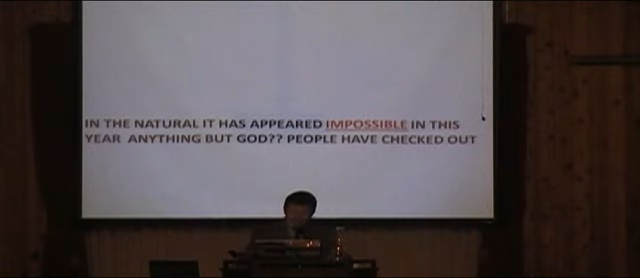 IN THE NATURAL IT HAS APPEARED IMPOSSIBLE IN THIS
YEAR ANYTHING BUT GOD?? PEOPLE HAVE CHECKED OUT